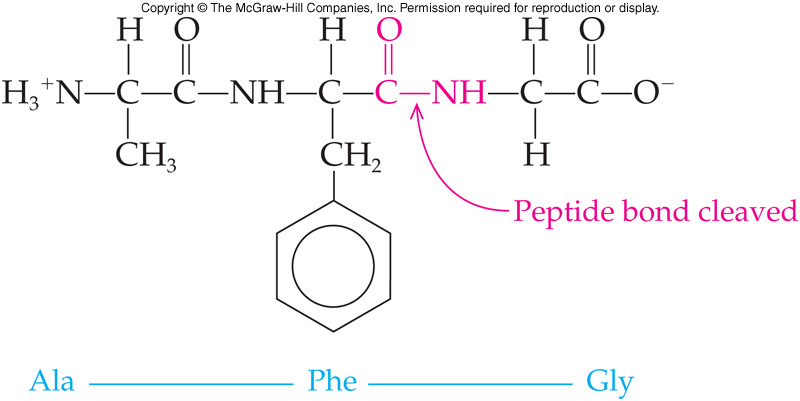 Copyright © The McGraw-Hill Companies, Inc. Permission required for reproduction or display.
H O H O H O
H₃⁺N—C—C—NH—C—C—NH—C—C—O⁻
CH₃ CH₂ H
Peptide bond cleaved
Ala Phe Gly